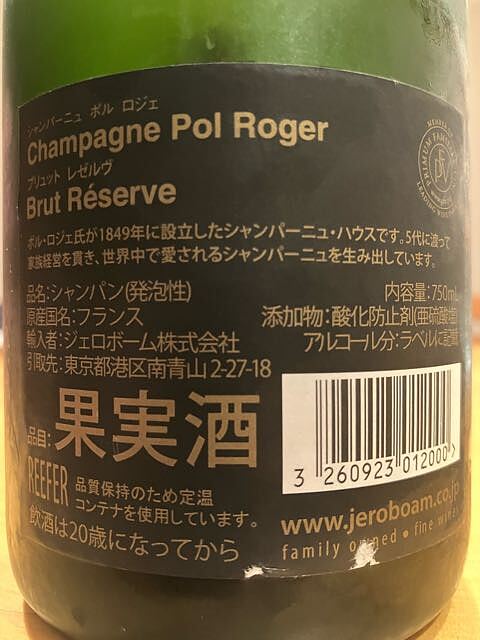 シャンパーニュ ポル ロジェ
Champagne Pol Roger
ブリュット レゼルヴ
Brut Réserve
ポル・ロジェ氏が1849年に設立したシャンパーニュ・ハウスです。5代に渡って
家族経営を貫き、世界中で愛されるシャンパーニュを生み出しています。
品名:シャンパン(発泡性) 内容量:750mL
原産国名:フランス 添加物:酸化防止剤(亜硫酸塩)
輸入者:ジェロボーム株式会社 アルコール分:ラベルに記載
引取先:東京都港区南青山2-27-18
品目:果実酒
3 260923 012000
REEFER 品質保持のため定温
コンテナを使用しています。
飲酒は20歳になってから
www.jeroboam.co.jp
family owned • fine wines
PRIMUM FAMILIAE